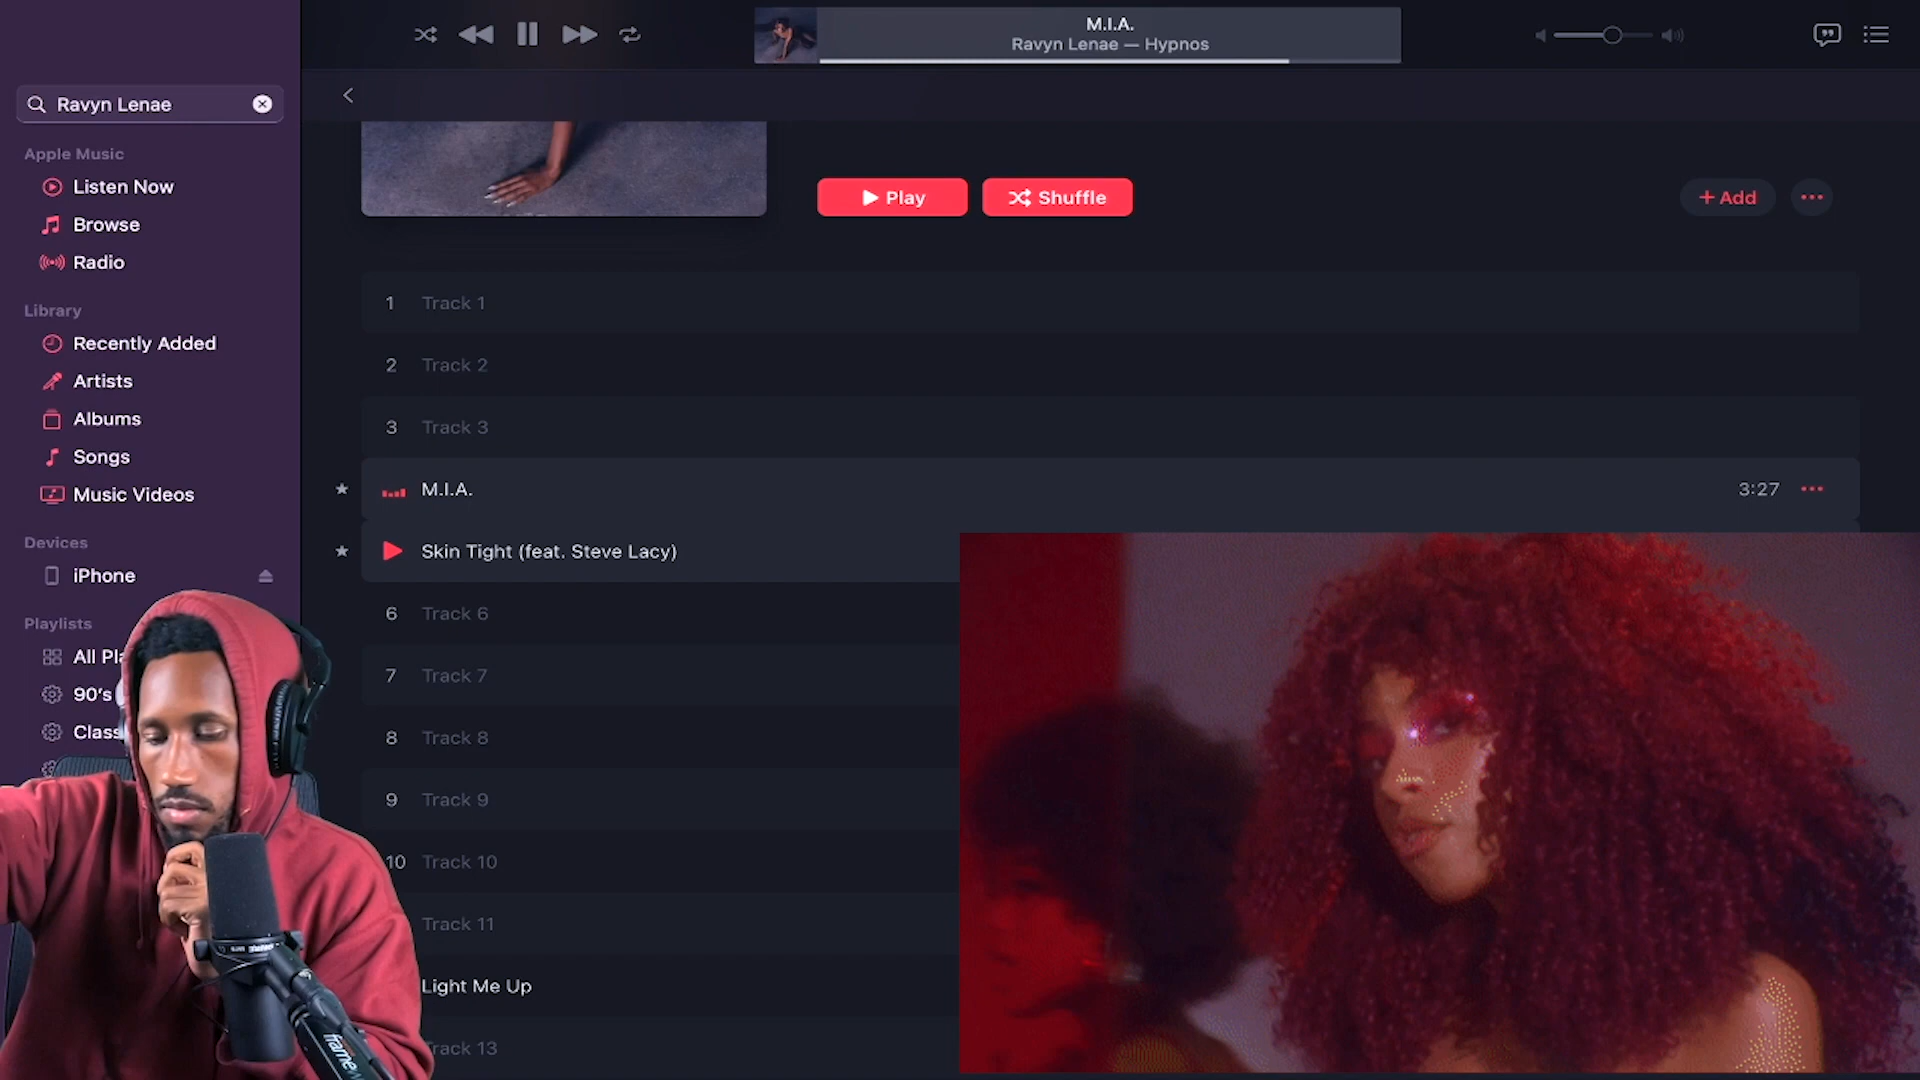 M.I.A.
Ravyn Lenae — Hypnos
Ravyn Lenae
Apple Music
Listen Now
Browse
Radio
Library
Recently Added
Artists
Albums
Songs
Music Videos
Devices
iPhone
Playlists
All Pla
90's
Class
Play
Shuffle
+ Add
1 Track 1
2 Track 2
3 Track 3
M.I.A. 3:27
Skin Tight (feat. Steve Lacy)
6 Track 6
7 Track 7
8 Track 8
9 Track 9
10 Track 10
Track 11
Light Me Up
Track 13